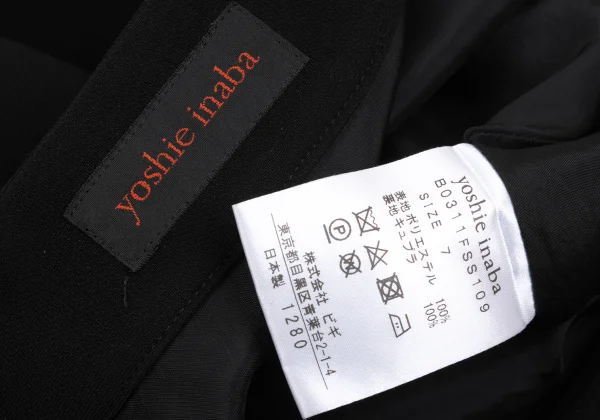 yoshie inaba
yoshie inaba
B0311FSS109
SIZE 7
表地 ポリエステル 100%
裏地 キュプラ 100%
株式会社 ビギ
東京都目黒区青葉台2-1-4
日本製 1280